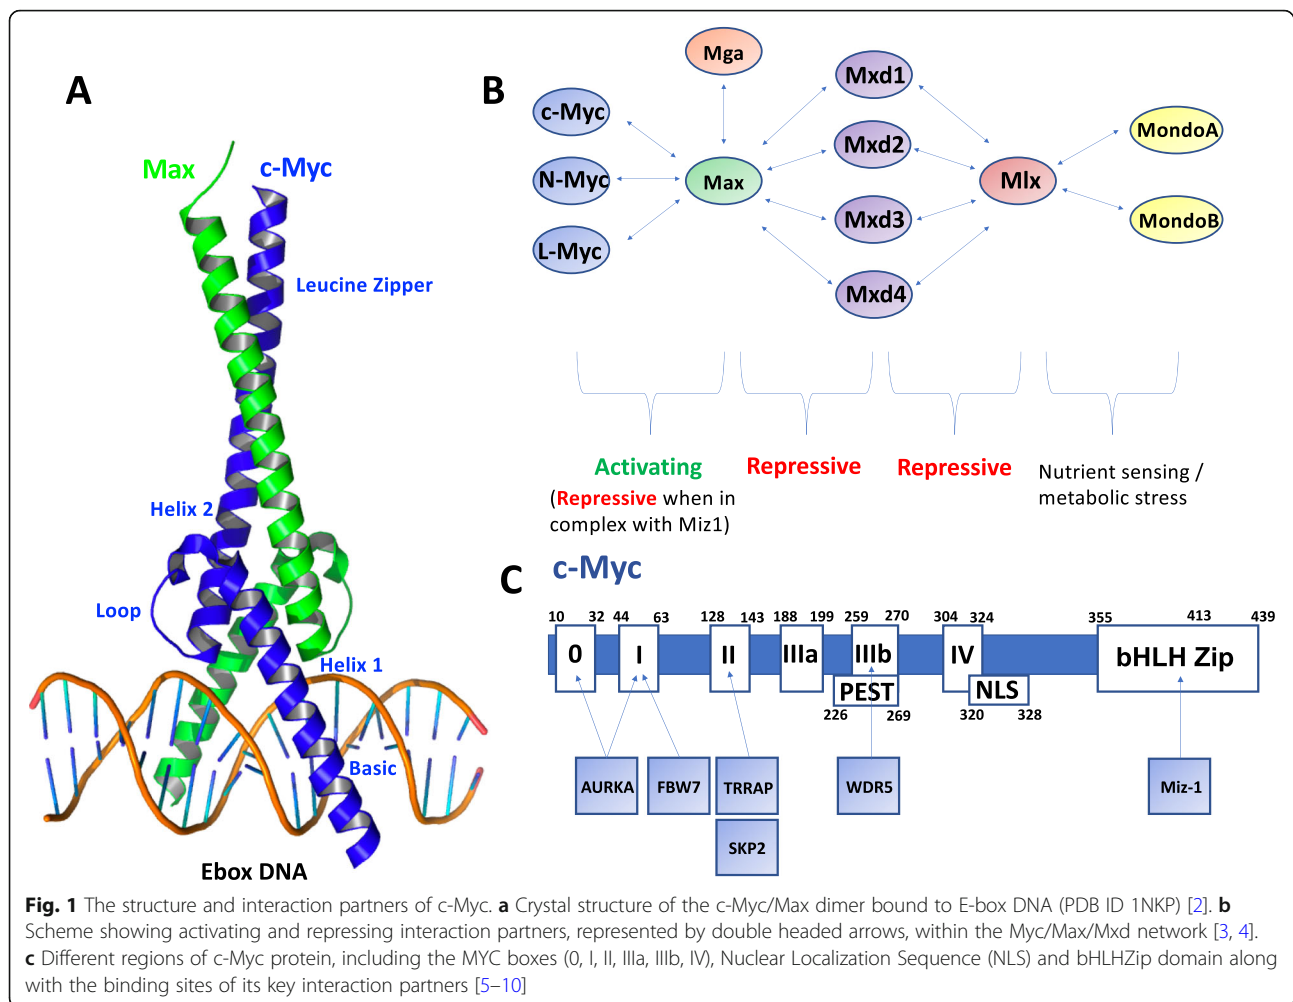 A
Max
c-Myc
Leucine Zipper
Helix 2
Loop
Helix 1
Basic
Ebox DNA
B
Mga
c-Myc
N-Myc
L-Myc
Max
Mxd1
Mxd2
Mxd3
Mxd4
Mlx
MondoA
MondoB
Activating
(Repressive when in
complex with Miz1)
Repressive
Repressive
Nutrient sensing /
metabolic stress
C
c-Myc
10 32 44 63 128 143 188 199 259 270 304 324 355 413 439
0 I II IIIa IIIb IV bHLH Zip
PEST NLS
226 269 320 328
AURKA FBW7 TRRAP WDR5 Miz-1
SKP2
Fig. 1 The structure and interaction partners of c-Myc. a Crystal structure of the c-Myc/Max dimer bound to E-box DNA (PDB ID 1NKP) [2]. b
Scheme showing activating and repressing interaction partners, represented by double headed arrows, within the Myc/Max/Mxd network [3, 4].
c Different regions of c-Myc protein, including the MYC boxes (0, I, II, IIIa, IIIb, IV), Nuclear Localization Sequence (NLS) and bHLHZip domain along
with the binding sites of its key interaction partners [5–10]